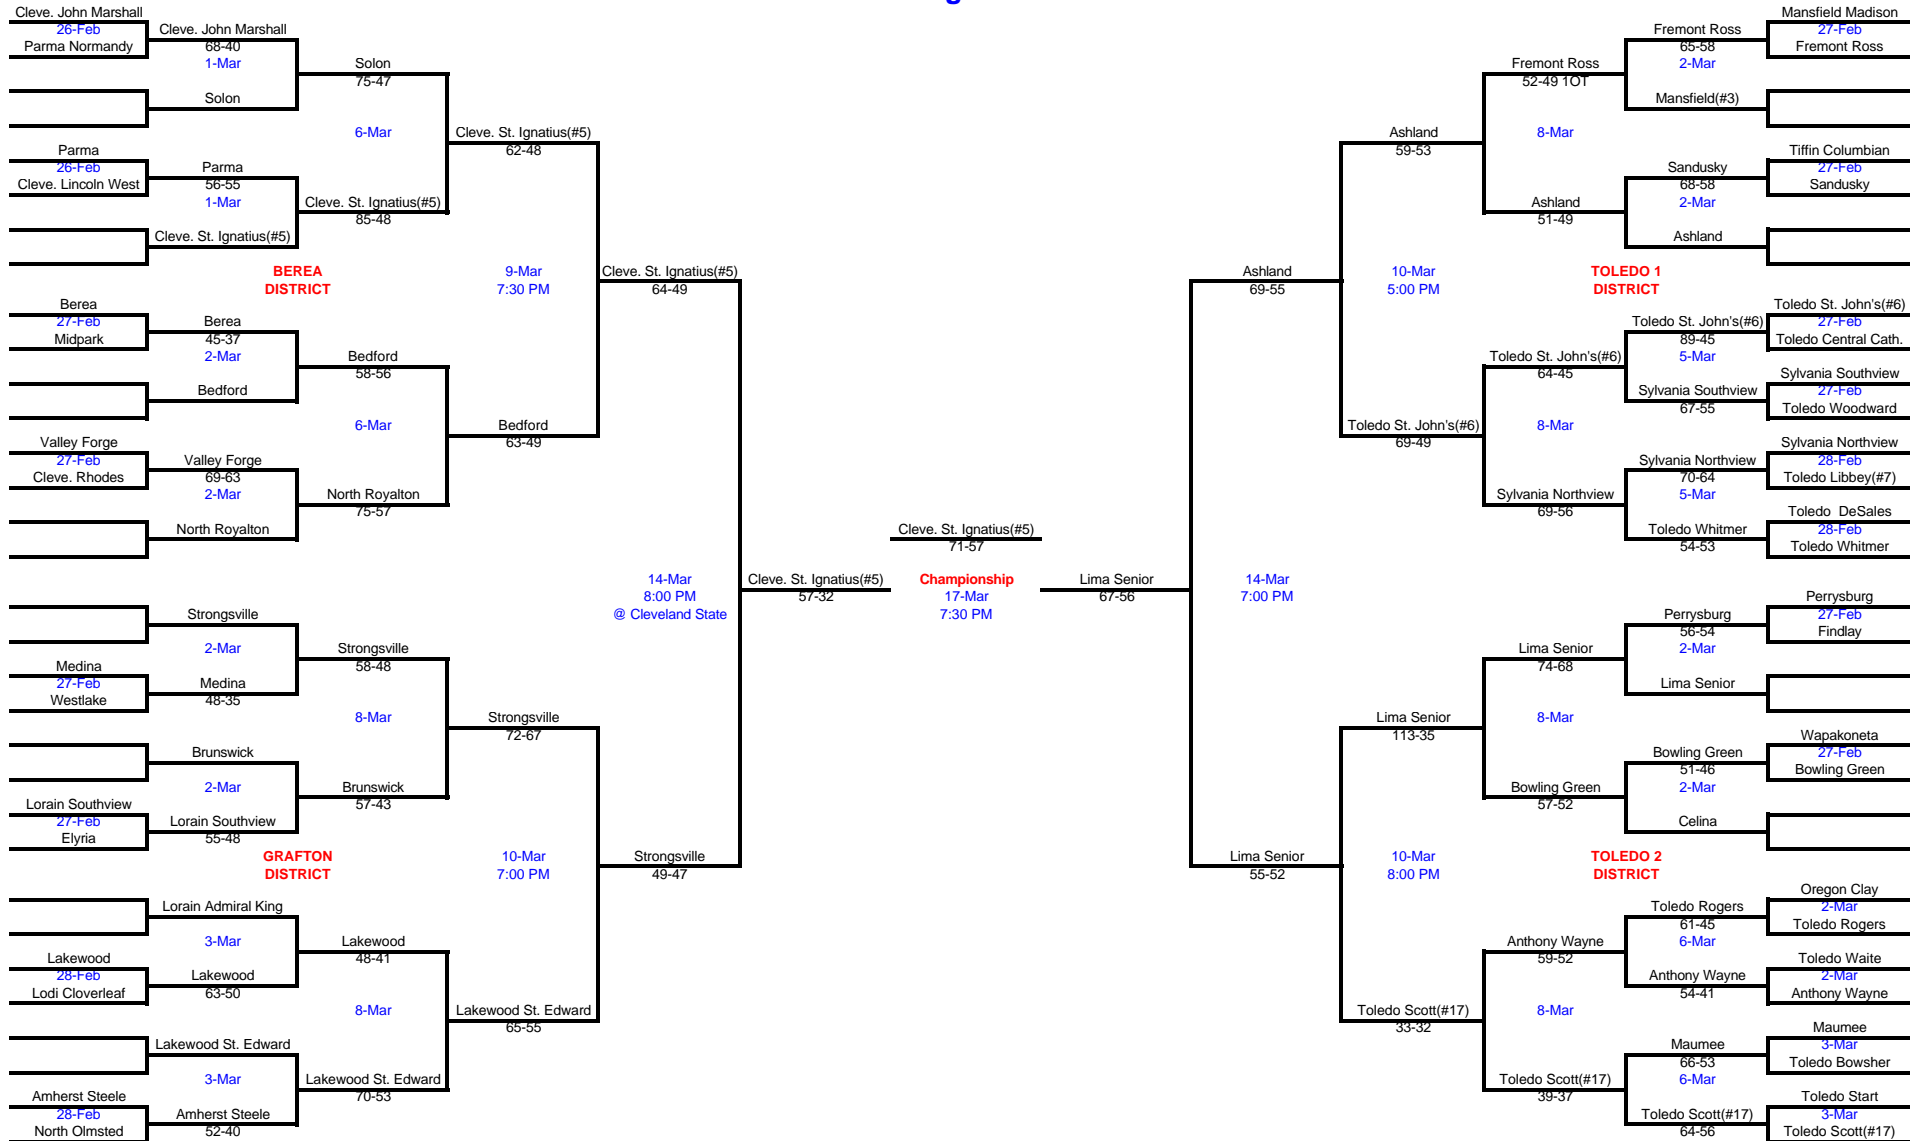 g
Cleve. John Marshall
26-Feb
Parma Normandy
Cleve. John Marshall
68-40
1-Mar
Solon
Solon
75-47
6-Mar
Parma
26-Feb
Cleve. Lincoln West
Parma
56-55
1-Mar
Cleve. St. Ignatius(#5)
Cleve. St. Ignatius(#5)
85-48
Cleve. St. Ignatius(#5)
62-48
BEREA
DISTRICT
9-Mar
7:30 PM
Cleve. St. Ignatius(#5)
64-49
Berea
27-Feb
Midpark
Berea
45-37
2-Mar
Bedford
Bedford
58-56
6-Mar
Bedford
63-49
Valley Forge
27-Feb
Cleve. Rhodes
Valley Forge
69-63
2-Mar
North Royalton
North Royalton
75-57
14-Mar
8:00 PM
@ Cleveland State
Cleve. St. Ignatius(#5)
57-32
Strongsville
2-Mar
Medina
27-Feb
Westlake
Medina
48-35
Strongsville
58-48
8-Mar
Strongsville
72-67
Brunswick
2-Mar
Lorain Southview
27-Feb
Elyria
Lorain Southview
55-48
Brunswick
57-43
GRAFTON
DISTRICT
10-Mar
7:00 PM
Strongsville
49-47
Lorain Admiral King
3-Mar
Lakewood
28-Feb
Lodi Cloverleaf
Lakewood
63-50
Lakewood
48-41
8-Mar
Lakewood St. Edward
65-55
Lakewood St. Edward
3-Mar
Lakewood St. Edward
70-53
Amherst Steele
28-Feb
North Olmsted
Amherst Steele
52-40
Cleve. St. Ignatius(#5)
71-57
Championship
17-Mar
7:30 PM
Lima Senior
67-56
14-Mar
7:00 PM
Ashland
69-55
10-Mar
5:00 PM
TOLEDO 1
DISTRICT
Ashland
59-53
Fremont Ross
52-49 1OT
8-Mar
Fremont Ross
65-58
2-Mar
Mansfield(#3)
Mansfield Madison
27-Feb
Fremont Ross
Ashland
51-49
Sandusky
68-58
2-Mar
Ashland
Tiffin Columbian
27-Feb
Sandusky
Toledo St. John's(#6)
69-49
Toledo St. John's(#6)
64-45
8-Mar
Toledo St. John's(#6)
89-45
5-Mar
Sylvania Southview
67-55
Toledo St. John's(#6)
27-Feb
Toledo Central Cath.
Sylvania Southview
27-Feb
Toledo Woodward
Sylvania Northview
69-56
Sylvania Northview
70-64
5-Mar
Toledo Whitmer
54-53
Sylvania Northview
28-Feb
Toledo Libbey(#7)
Toledo  DeSales
28-Feb
Toledo Whitmer
Lima Senior
55-52
10-Mar
8:00 PM
TOLEDO 2
DISTRICT
Lima Senior
113-35
Lima Senior
74-68
8-Mar
Perrysburg
56-54
2-Mar
Lima Senior
Perrysburg
27-Feb
Findlay
Bowling Green
57-52
Bowling Green
51-46
2-Mar
Celina
Wapakoneta
27-Feb
Bowling Green
Toledo Scott(#17)
33-32
Anthony Wayne
59-52
8-Mar
Toledo Rogers
61-45
6-Mar
Anthony Wayne
54-41
Oregon Clay
2-Mar
Toledo Rogers
Toledo Waite
2-Mar
Anthony Wayne
Toledo Scott(#17)
39-37
Maumee
66-53
6-Mar
Toledo Scott(#17)
64-56
Maumee
3-Mar
Toledo Bowsher
Toledo Start
3-Mar
Toledo Scott(#17)